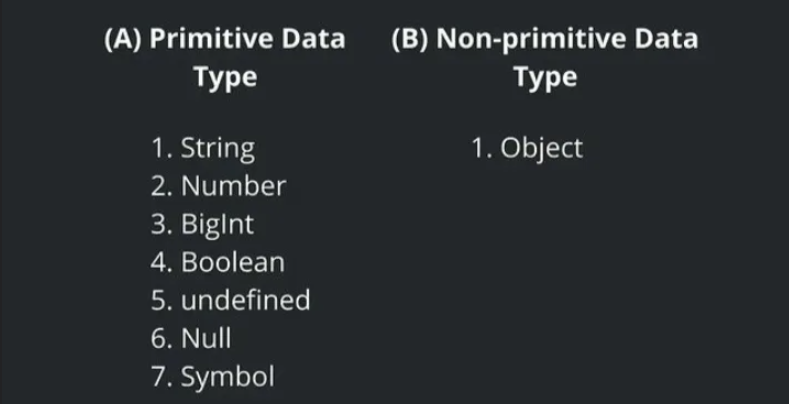 (A) Primitive Data
Type
1. String
2. Number
3. BigInt
4. Boolean
5. undefined
6. Null
7. Symbol
(B) Non-primitive Data
Type
1. Object